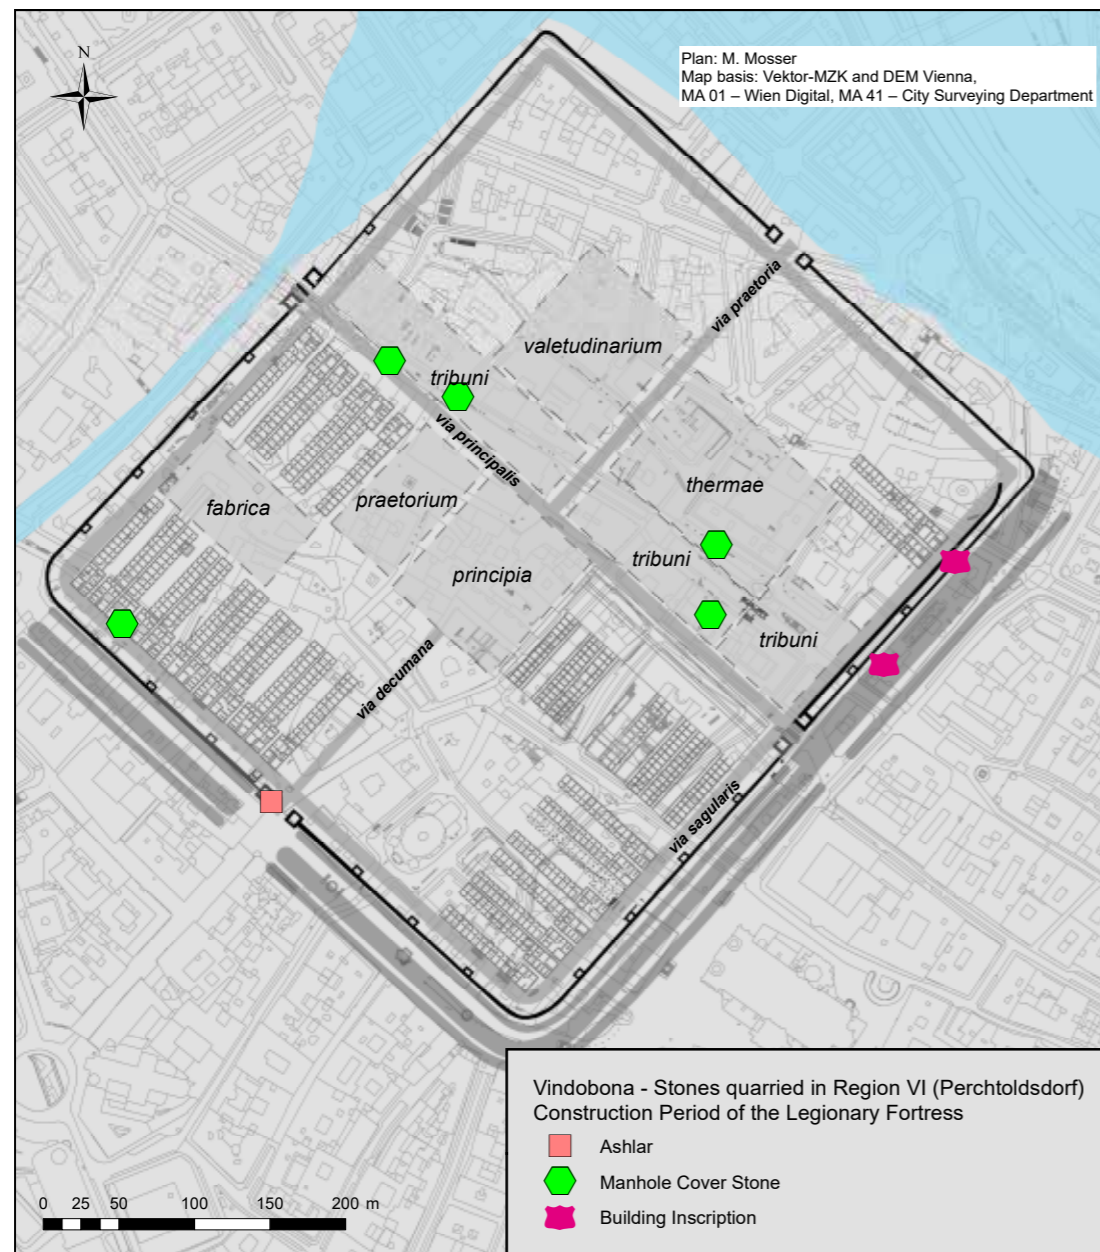 N
Plan: M. Mosser
Map basis: Vektor-MZK and DEM Vienna,
MA 01 – Wien Digital, MA 41 – City Surveying Department
via praetoria
valetudinarium
tribuni
via principalis
thermae
praetorium
fabrica
tribuni
principia
tribuni
via decumana
via sagularis
Vindobona - Stones quarried in Region VI (Perchtoldsdorf)
Construction Period of the Legionary Fortress
Ashlar
Manhole Cover Stone
Building Inscription
0 25 50 100 150 200 m